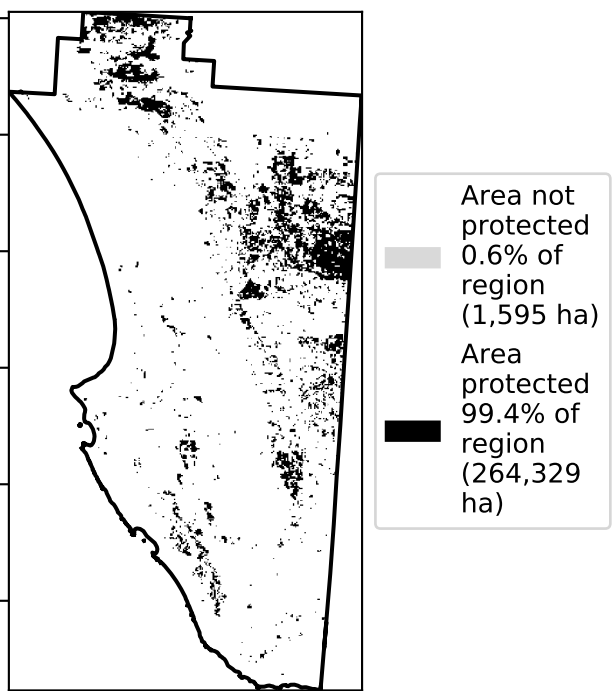 Area not
protected
0.6% of
region
(1,595 ha)
Area
protected
99.4% of
region
(264,329
ha)